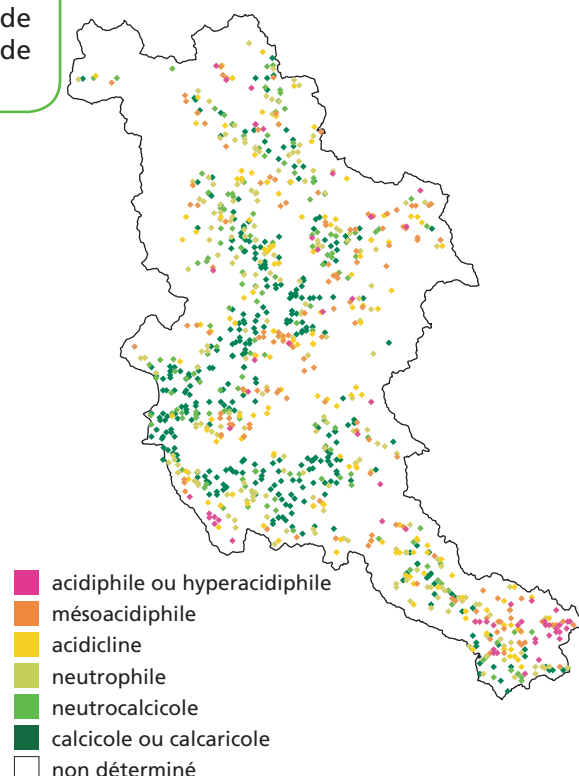 de
de
acidiphile ou hyperacidiphile
mésoacidiphile
acidicline
neutrophile
neutrocalcicole
calcicole ou calcaricole
non déterminé